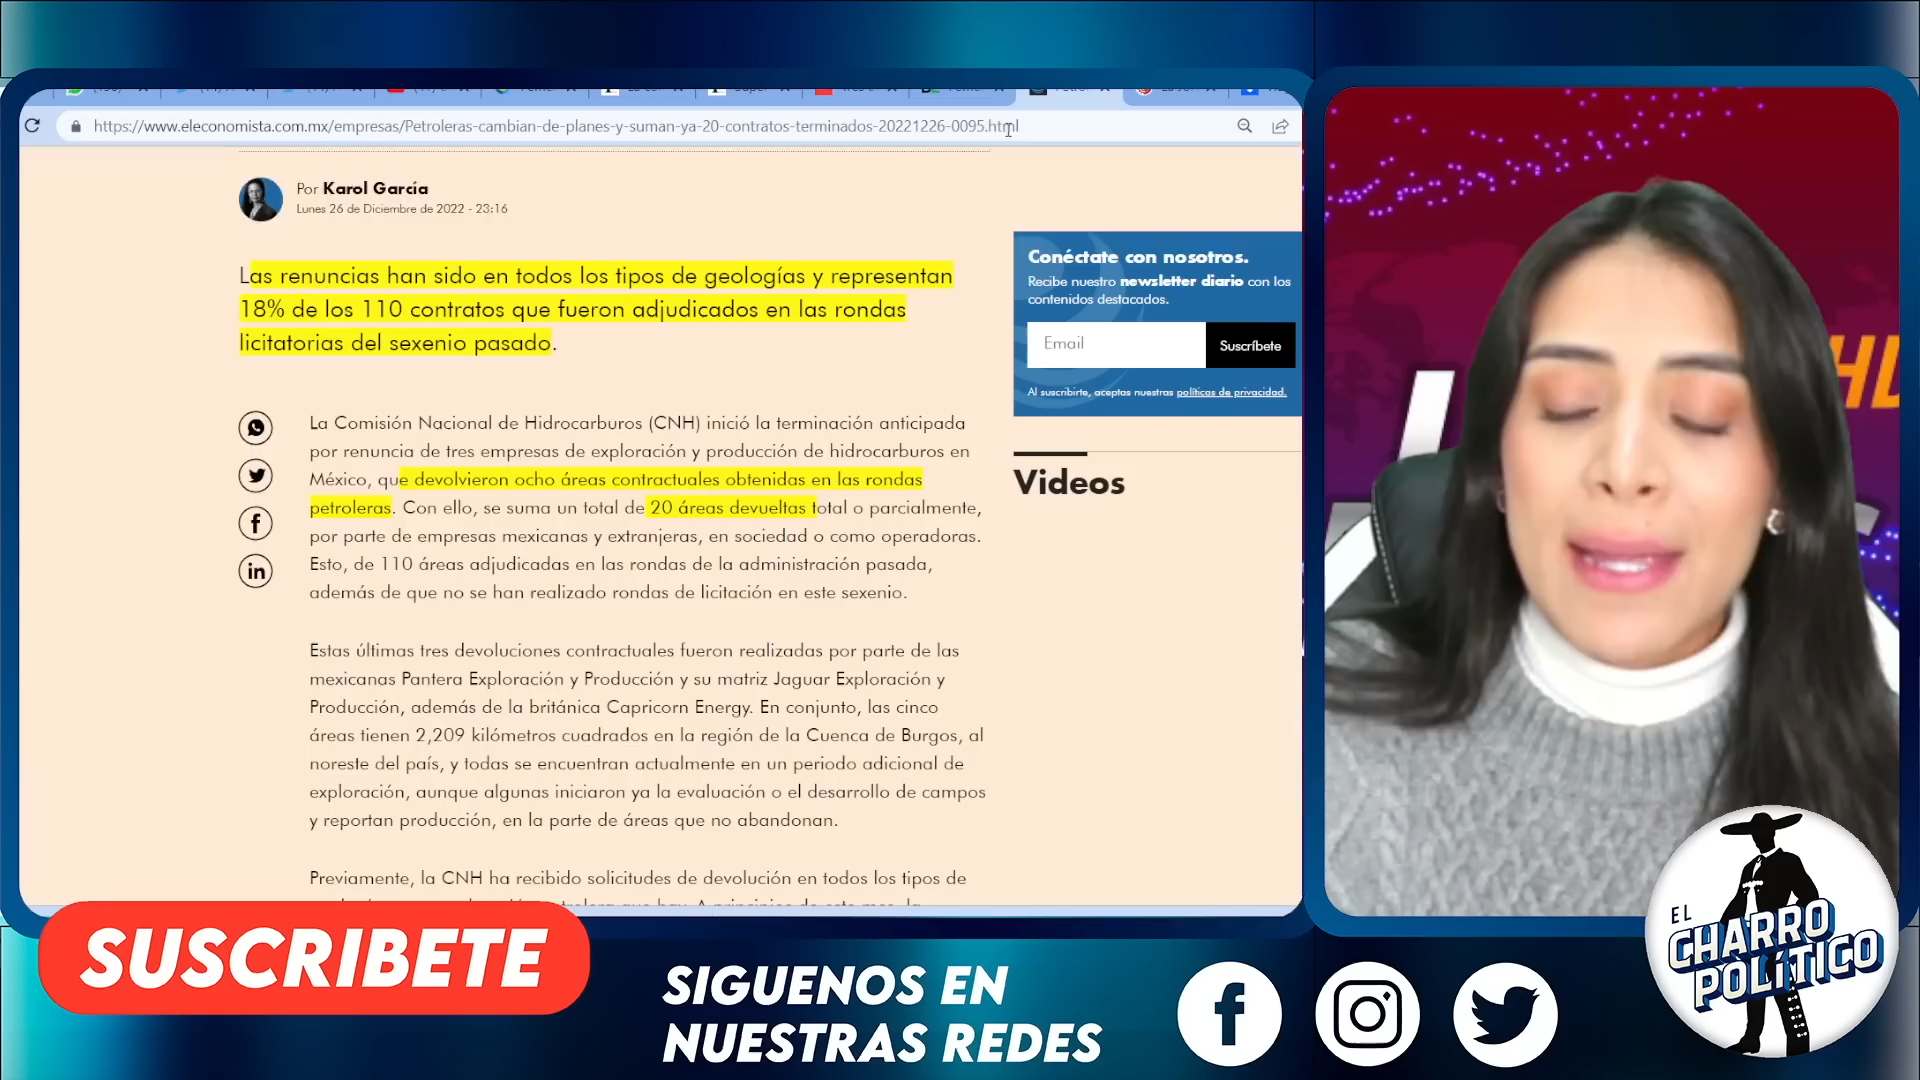 https://www.eleconomista.com.mx/empresas/Petroleras-cambian-de-planes-y-suman-ya-20-contratos-terminados-20221226-0095.html
Por Karol García
Lunes 26 de Diciembre de 2022 - 23:16
Las renuncias han sido en todos los tipos de geologías y representan
18% de los 110 contratos que fueron adjudicados en las rondas
licitatorias del sexenio pasado.
La Comisión Nacional de Hidrocarburos (CNH) inició la terminación anticipada
por renuncia de tres empresas de exploración y producción de hidrocarburos en
México, que devolvieron ocho áreas contractuales obtenidas en las rondas
petroleras. Con ello, se suma un total de 20 áreas devueltas total o parcialmente,
por parte de empresas mexicanas y extranjeras, en sociedad o como operadoras.
Esto, de 110 áreas adjudicadas en las rondas de la administración pasada,
además de que no se han realizado rondas de licitación en este sexenio.
Estas últimas tres devoluciones contractuales fueron realizadas por parte de las
mexicanas Pantera Exploración y Producción y su matriz Jaguar Exploración y
Producción, además de la británica Capricorn Energy. En conjunto, las cinco
áreas tienen 2,209 kilómetros cuadrados en la región de la Cuenca de Burgos, al
noreste del país, y todas se encuentran actualmente en un periodo adicional de
exploración, aunque algunas iniciaron ya la evaluación o el desarrollo de campos
y reportan producción, en la parte de áreas que no abandonan.
Previamente, la CNH ha recibido solicitudes de devolución en todos los tipos de
Conéctate con nosotros.
Recibe nuestro newsletter diario con los
contenidos destacados.
Email
Suscríbete
Al suscribirte, aceptas nuestras políticas de privacidad.
Videos
SUSCRIBETE
SIGUENOS EN
NUESTRAS REDES
EL
CHARRO
POLÍTICO